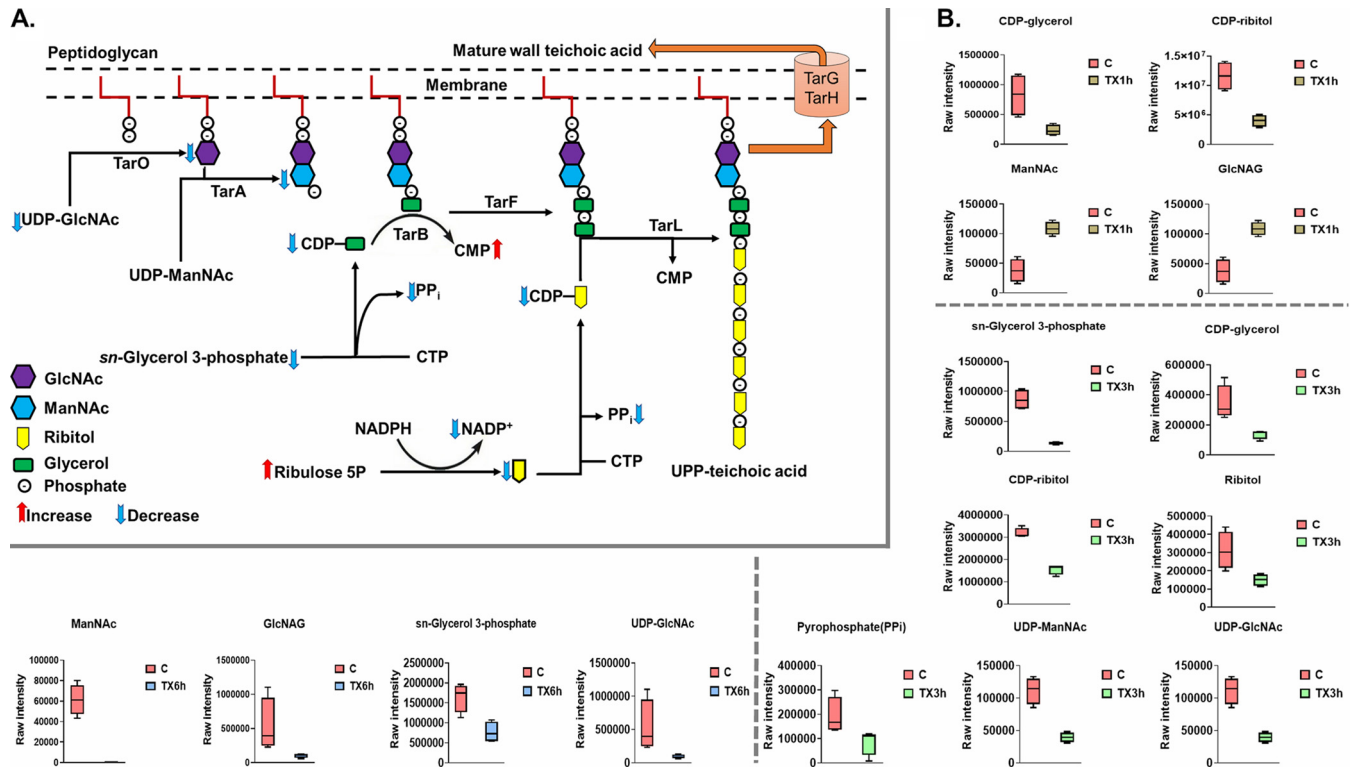 A.
Peptidoglycan
Mature wall teichoic acid
Membrane
TarG
TarH
TarO
TarA
UDP-GlcNAc
UDP-ManNAc
CDP
TarB
CMP
TarF
TarL
CMP
PPi
CDP
sn-Glycerol 3-phosphate
CTP
GlcNAc
ManNAc
Ribitol
Glycerol
Phosphate
Increase
Decrease
NADPH
NADP+
PPi
Ribulose 5P
CTP
UPP-teichoic acid
B.
CDP-glycerol
Raw intensity
1500000
1000000
500000
0
C
TX1h
CDP-ribitol
Raw intensity
1.5×10⁷
1×10⁷
5×10⁶
0
C
TX1h
ManNAc
Raw intensity
150000
100000
50000
0
C
TX1h
GlcNAG
Raw intensity
150000
100000
50000
0
C
TX1h
sn-Glycerol 3-phosphate
Raw intensity
1500000
1000000
500000
0
C
TX3h
CDP-glycerol
Raw intensity
600000
400000
200000
0
C
TX3h
CDP-ribitol
Raw intensity
4000000
3000000
2000000
1000000
0
C
TX3h
Ribitol
Raw intensity
500000
400000
300000
200000
100000
0
C
TX3h
ManNAc
Raw intensity
100000
80000
60000
40000
20000
0
C
TX6h
GlcNAG
Raw intensity
1500000
1000000
500000
0
C
TX6h
sn-Glycerol 3-phosphate
Raw intensity
2500000
2000000
1500000
1000000
500000
0
C
TX6h
UDP-GlcNAc
Raw intensity
1500000
1000000
500000
0
C
TX6h
Pyrophosphate(PPi)
Raw intensity
400000
300000
200000
100000
0
C
TX3h
UDP-ManNAc
Raw intensity
150000
100000
50000
0
C
TX3h
UDP-GlcNAc
Raw intensity
150000
100000
50000
0
C
TX3h